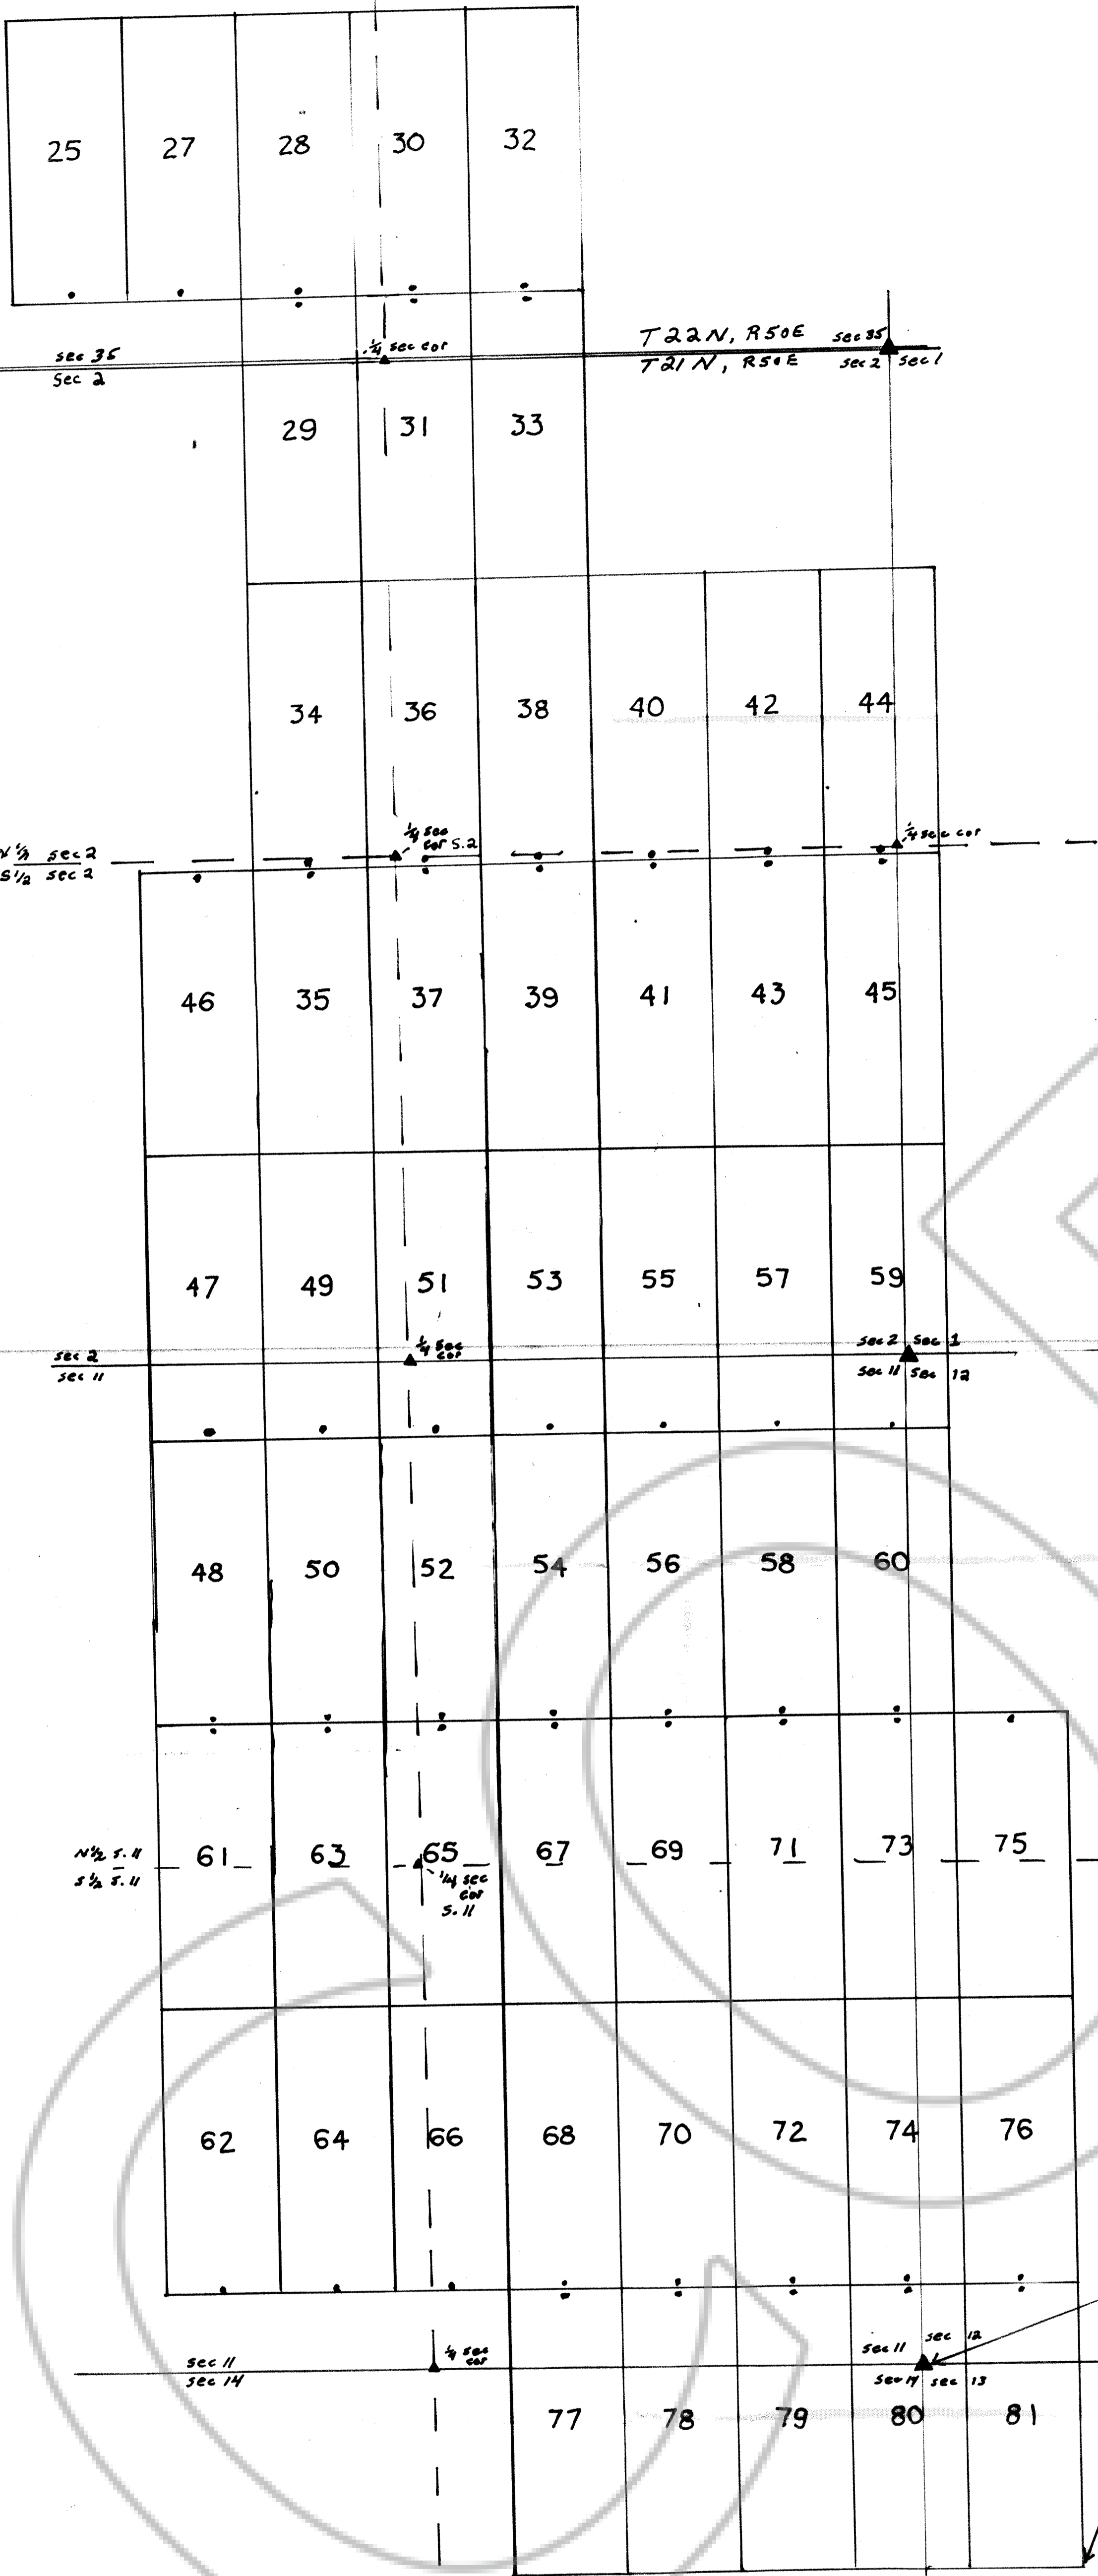 25 27 28 30 32
sec 35
Sec 2
1/4 sec cor
T22N, R50E sec 35
T21N, R50E sec 2 sec 1
29 31 33
34 36 38 40 42 44
1/4 sec
cor S.2
1/4 sec cor
N 1/2 sec 2
S 1/2 sec 2
46 35 37 39 41 43 45
47 49 51 53 55 57 59
sec 2
sec 11
1/4 sec
cor
sec 2 sec 1
sec 11 sec 12
48 50 52 54 56 58 60
N 1/2 S.11
S 1/2 S.11
61 63 65 67 69 71 73 75
1/4 sec
cor
S.11
62 64 66 68 70 72 74 76
sec 11
sec 14
1/4 sec
cor
sec 11 sec 12
sec 14 sec 13
77 78 79 80 81